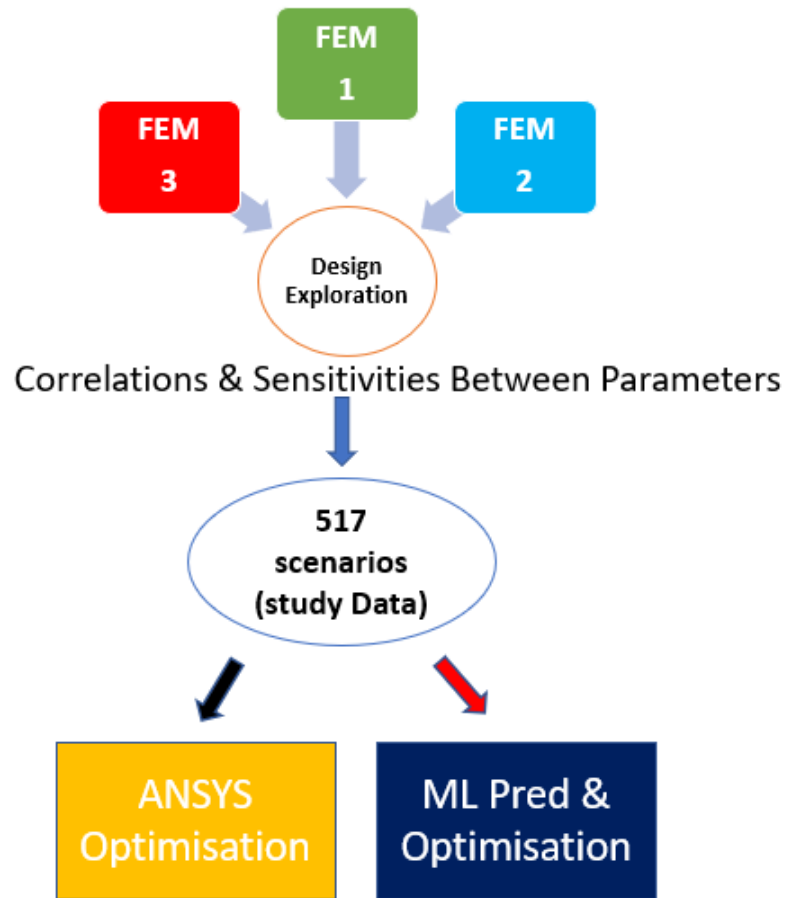 FEM
1
FEM
3
FEM
2
Design
Exploration
Correlations & Sensitivities Between Parameters
517
scenarios
(study Data)
ANSYS
Optimisation
ML Pred &
Optimisation